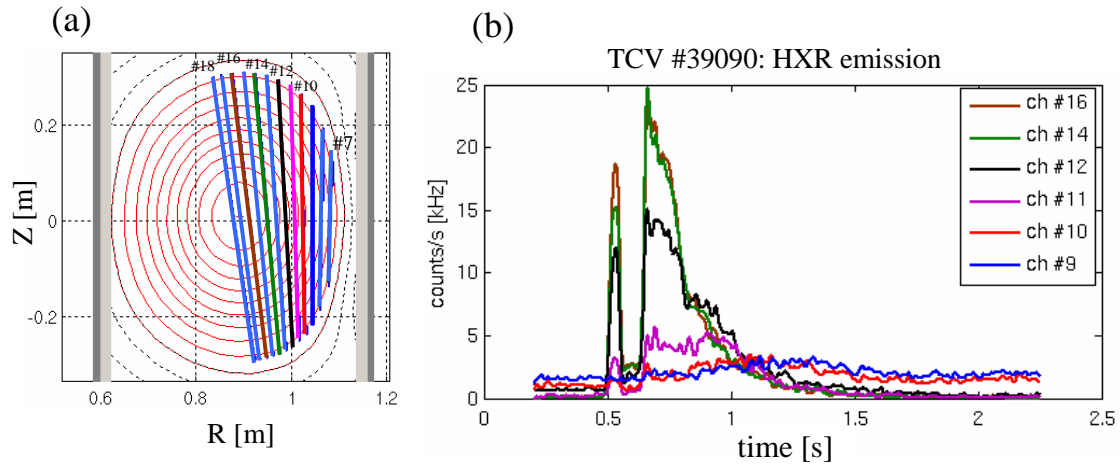 (a)
#18
#16
#14
#12
#10
#7
0.2
0
-0.2
Z [m]
0.6
0.8
1
1.2
R [m]
(b)
TCV #39090: HXR emission
25
20
15
10
5
0
counts/s [kHz]
ch #16
ch #14
ch #12
ch #11
ch #10
ch #9
0
0.5
1
1.5
2
2.5
time [s]